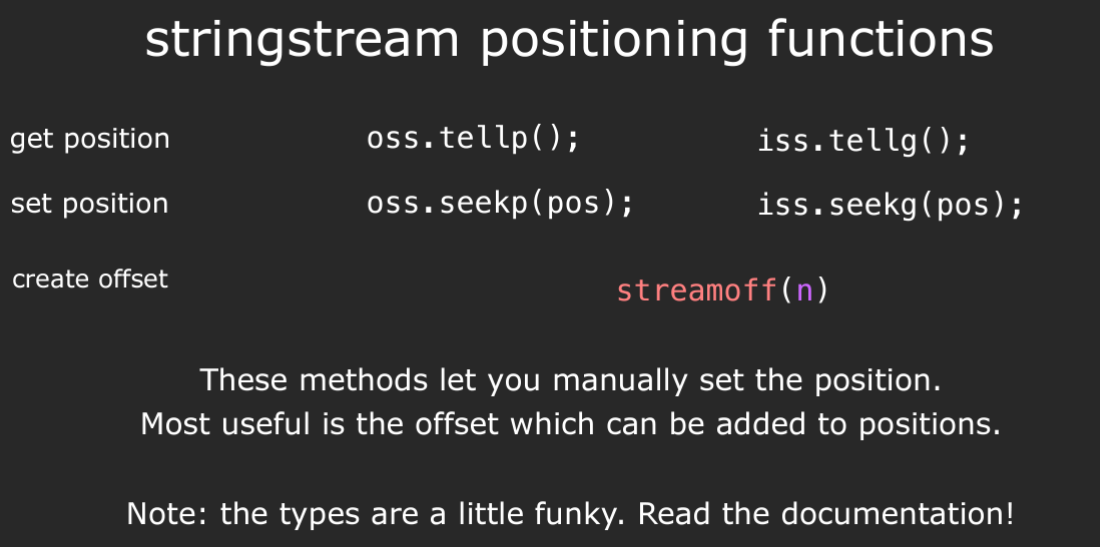 stringstream positioning functions
get position oss.tellp(); iss.tellg();
set position oss.seekp(pos); iss.seekg(pos);
create offset streamoff(n)
These methods let you manually set the position.
Most useful is the offset which can be added to positions.
Note: the types are a little funky. Read the documentation!